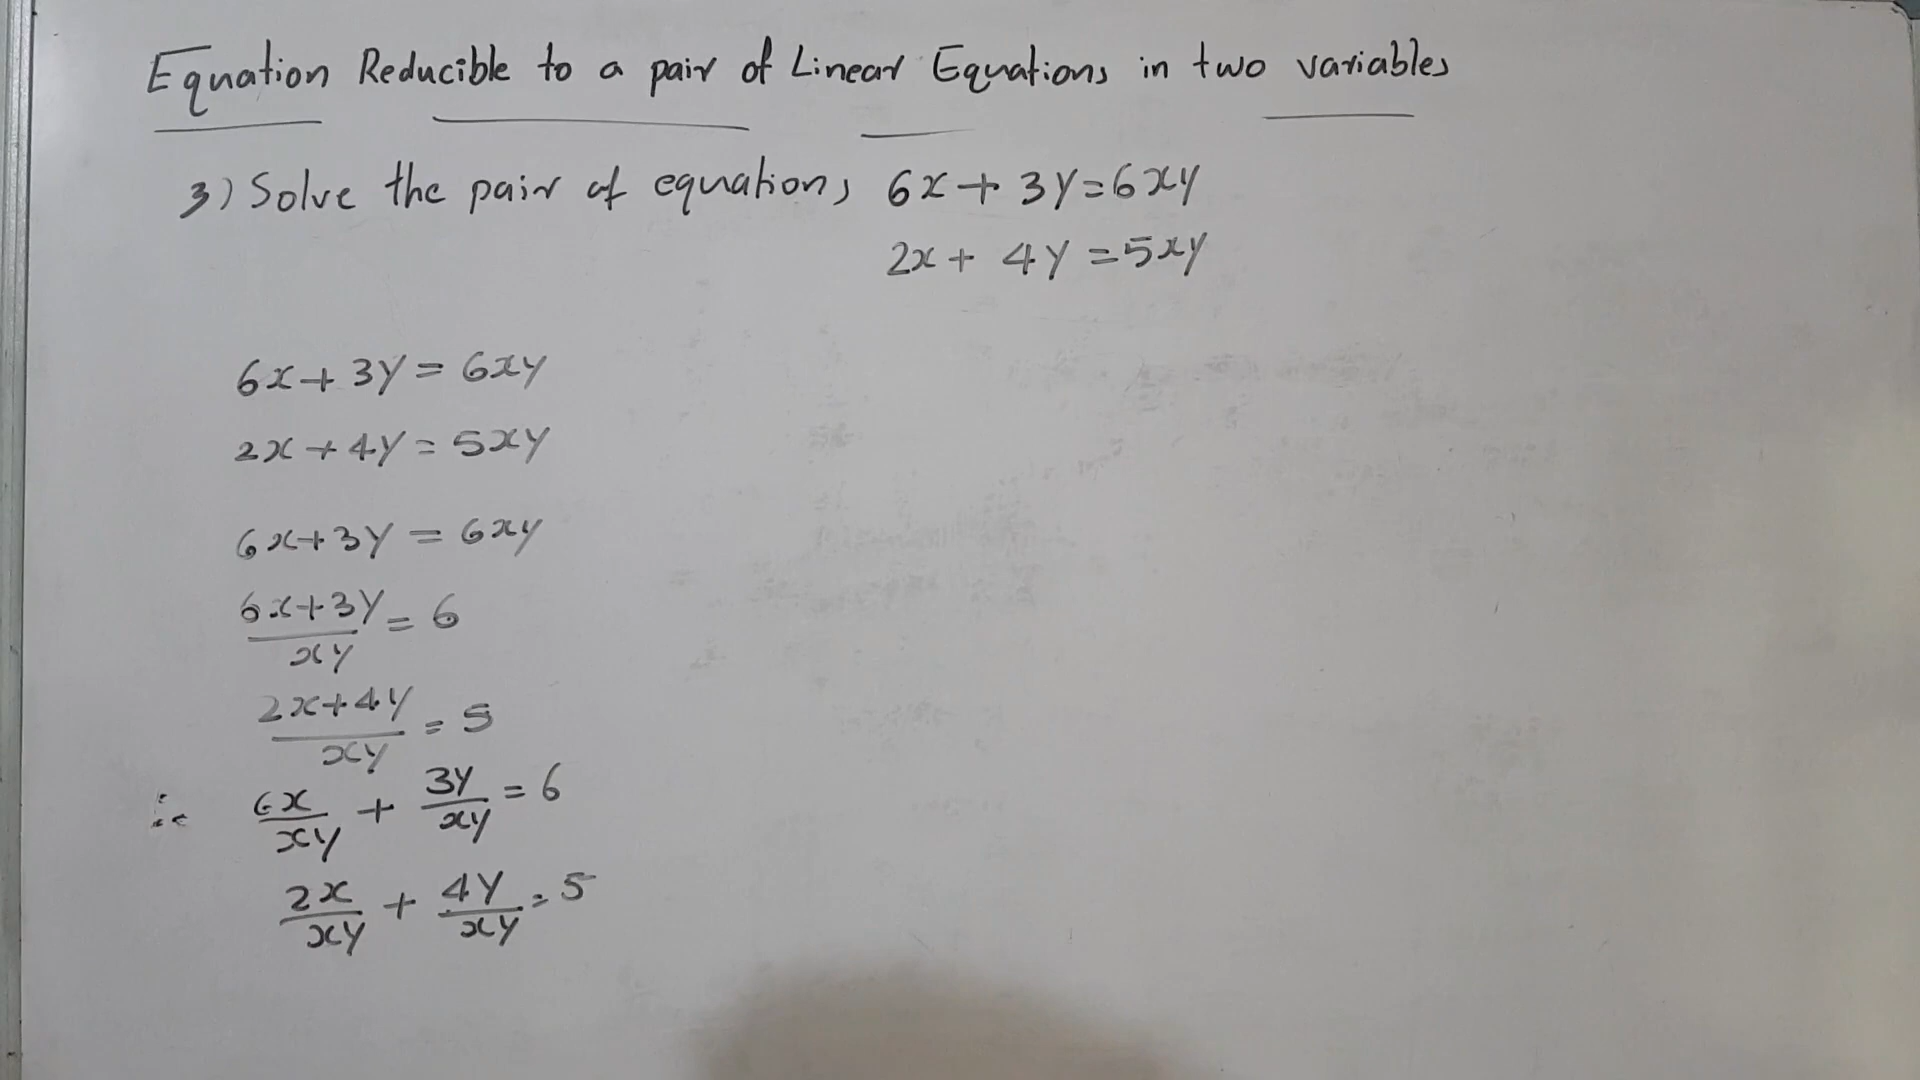 Equation Reducible to a pair of Linear Equations in two variables
3) Solve the pair of equations 6x + 3y = 6xy
2x + 4y = 5xy
6x + 3y = 6xy
2x + 4y = 5xy
6x + 3y = 6xy
6x+3y/xy = 6
2x+4y/xy = 5
∴ 6x/xy + 3y/xy = 6
2x/xy + 4y/xy = 5